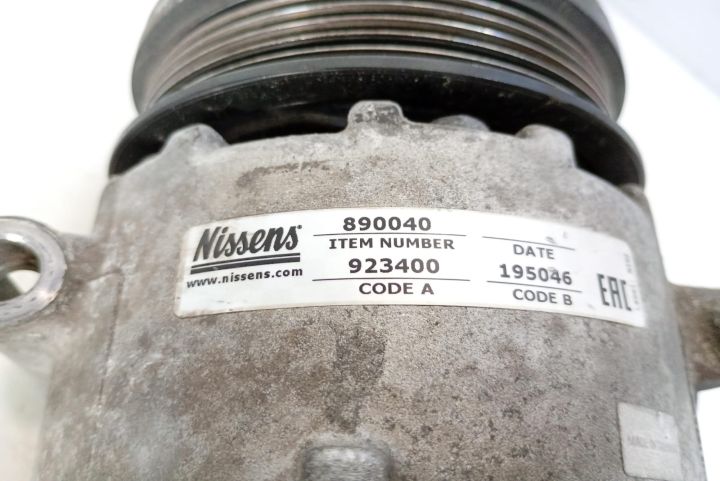 Nissens
www.nissens.com
890040
ITEM NUMBER
923400
CODE A
DATE
195046
CODE B
EAC